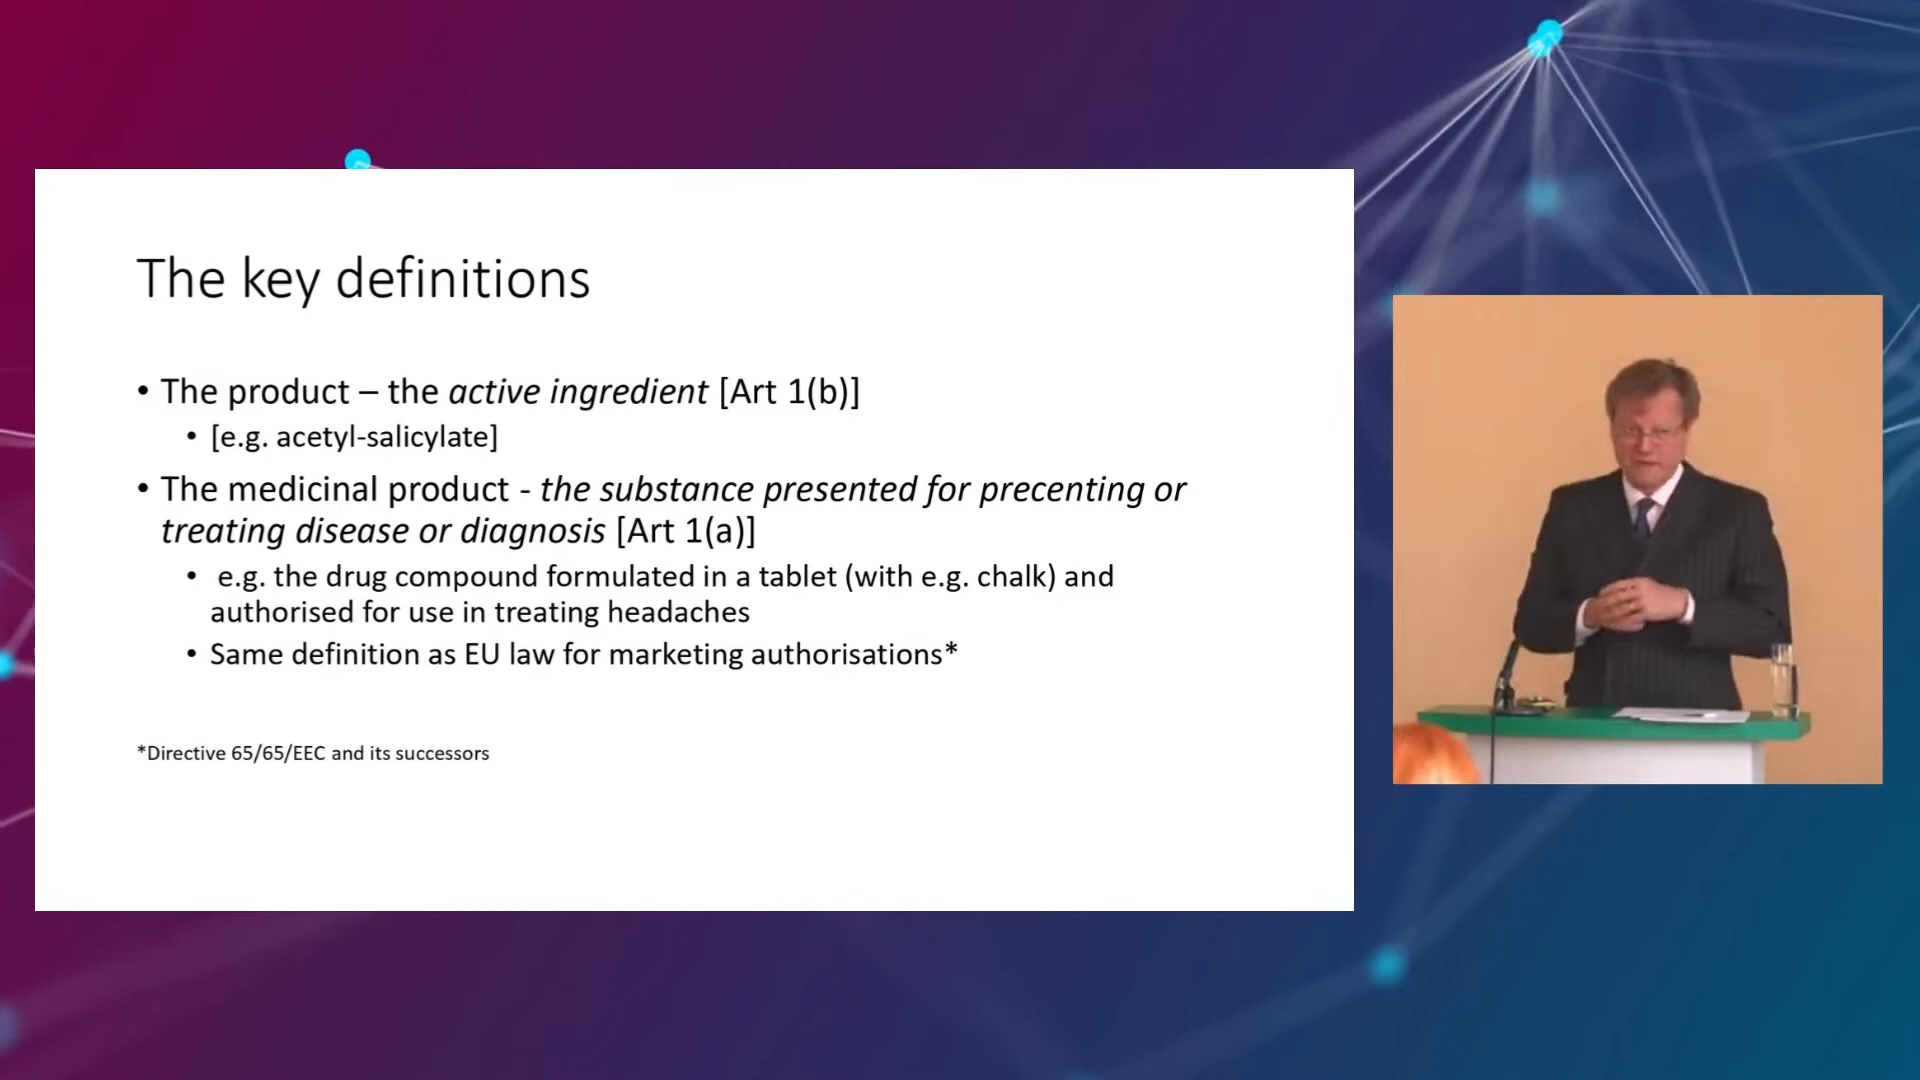 The key definitions
• The product – the active ingredient [Art 1(b)]
• [e.g. acetyl-salicylate]
• The medicinal product - the substance presented for precenting or
treating disease or diagnosis [Art 1(a)]
• e.g. the drug compound formulated in a tablet (with e.g. chalk) and
authorised for use in treating headaches
• Same definition as EU law for marketing authorisations*
*Directive 65/65/EEC and its successors